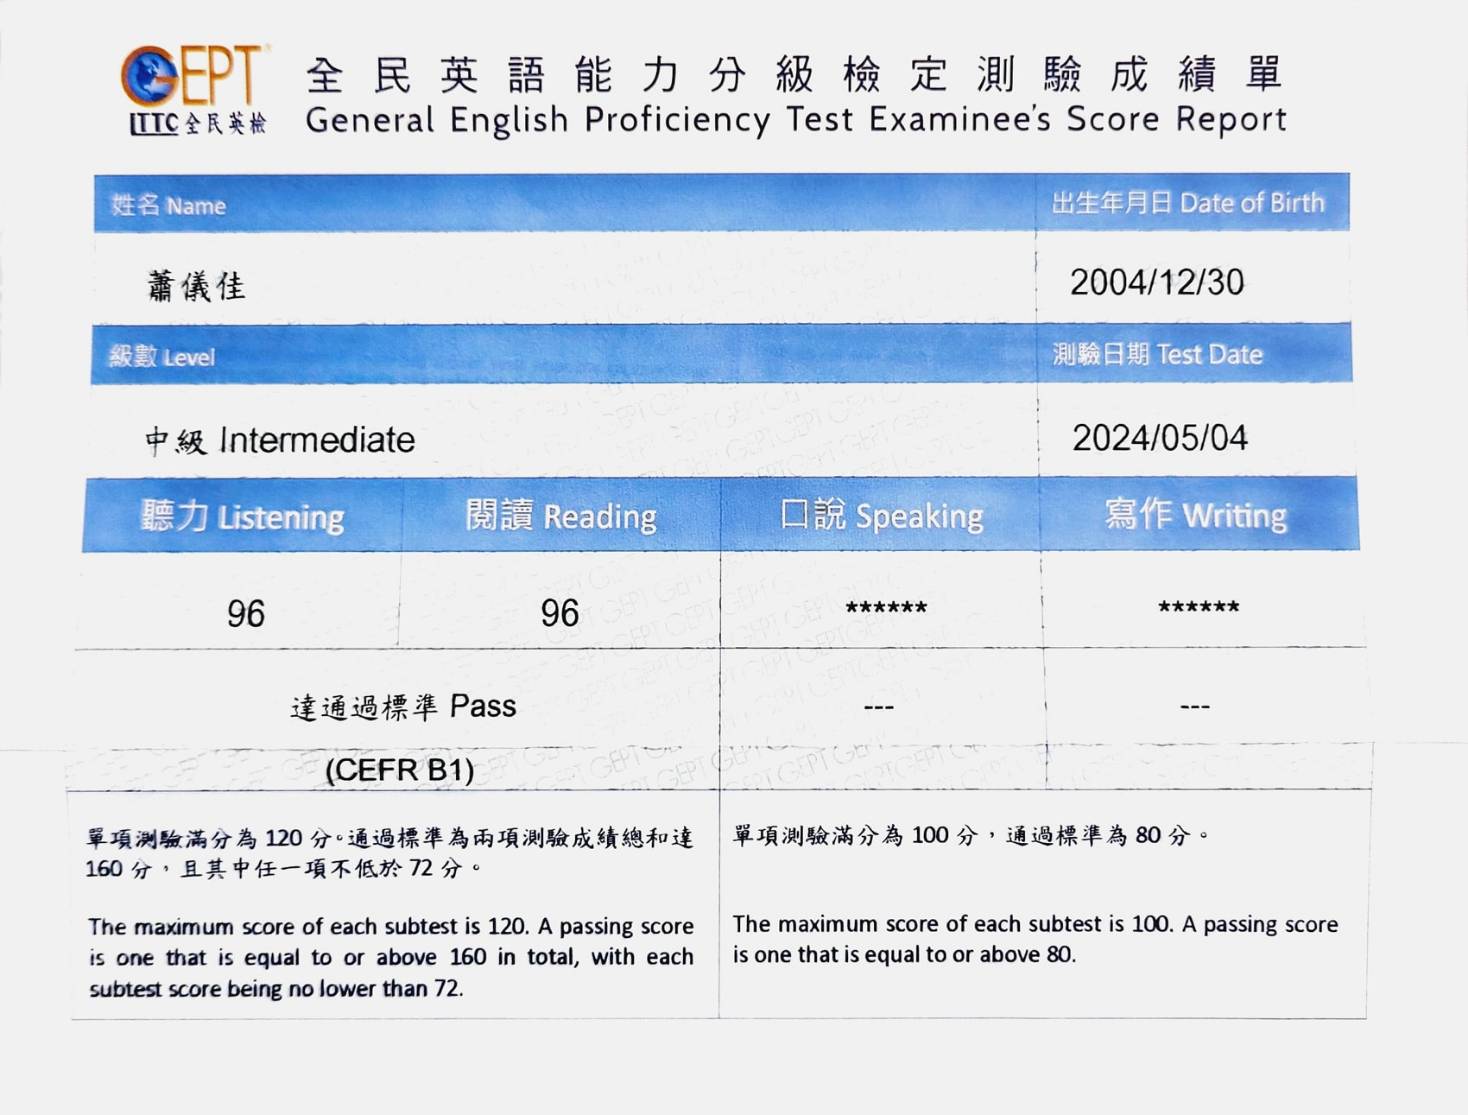 GEPT
LTTC 全民英檢
全民英語能力分級檢定測驗成績單
General English Proficiency Test Examinee's Score Report
姓名 Name 出生年月日 Date of Birth
蕭儀佳 2004/12/30
級數 Level 測驗日期 Test Date
中級 Intermediate 2024/05/04
聽力 Listening 閱讀 Reading 口說 Speaking 寫作 Writing
96 96 ****** ******
達通過標準 Pass --- ---
(CEFR B1)
單項測驗滿分為 120 分。通過標準為兩項測驗成績總和達
160 分，且其中任一項不低於 72 分。
The maximum score of each subtest is 120. A passing score
is one that is equal to or above 160 in total, with each
subtest score being no lower than 72.
單項測驗滿分為 100 分，通過標準為 80 分。
The maximum score of each subtest is 100. A passing score
is one that is equal to or above 80.